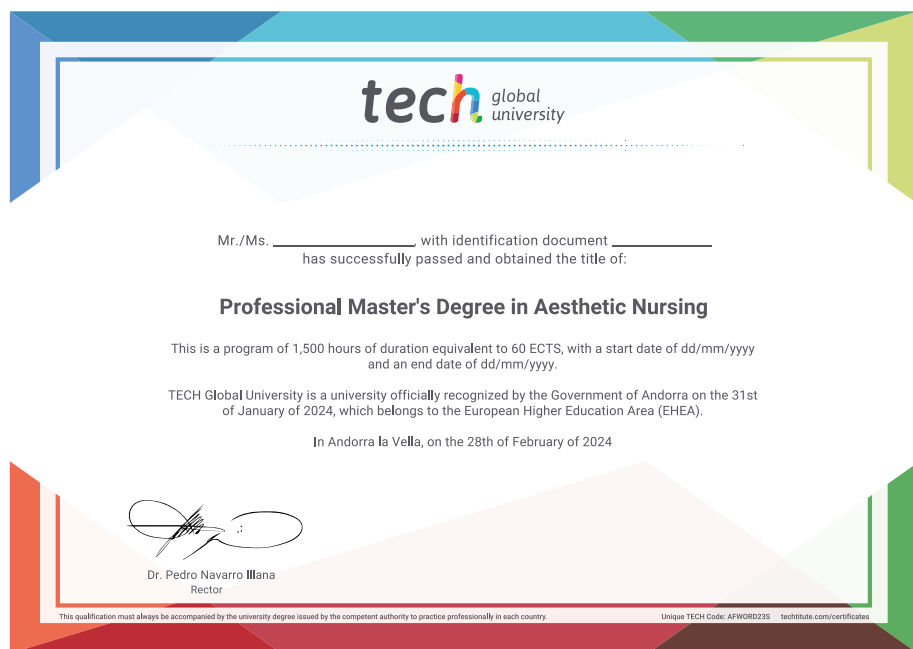 tech global university
Mr./Ms. ____________, with identification document ____________
has successfully passed and obtained the title of:
Professional Master's Degree in Aesthetic Nursing
This is a program of 1,500 hours of duration equivalent to 60 ECTS, with a start date of dd/mm/yyyy
and an end date of dd/mm/yyyy.
TECH Global University is a university officially recognized by the Government of Andorra on the 31st
of January of 2024, which belongs to the European Higher Education Area (EHEA).
In Andorra la Vella, on the 28th of February of 2024
Dr. Pedro Navarro Illana
Rector
This qualification must always be accompanied by the university degree issued by the competent authority to practice professionally in each country.
Unique TECH Code: AFWORD23S techtitute.com/certificates